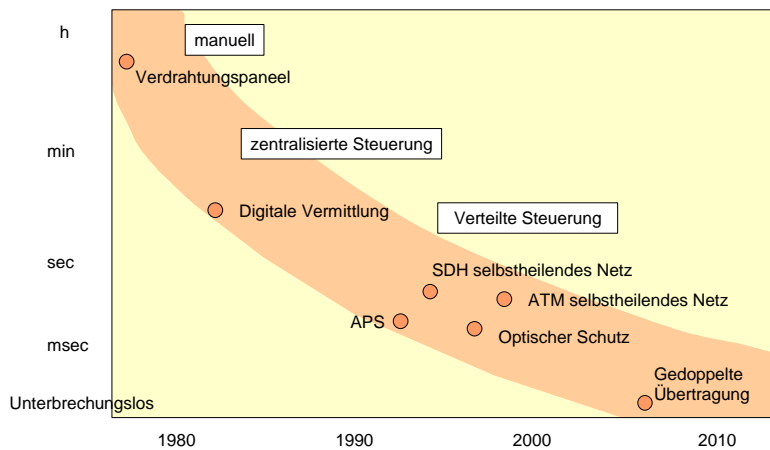 h
manuell
Verdrahtungspaneel
min
zentralisierte Steuerung
Digitale Vermittlung
Verteilte Steuerung
sec
SDH selbstheilendes Netz
ATM selbstheilendes Netz
APS
Optischer Schutz
msec
Gedoppelte
Übertragung
Unterbrechungslos
1980
1990
2000
2010